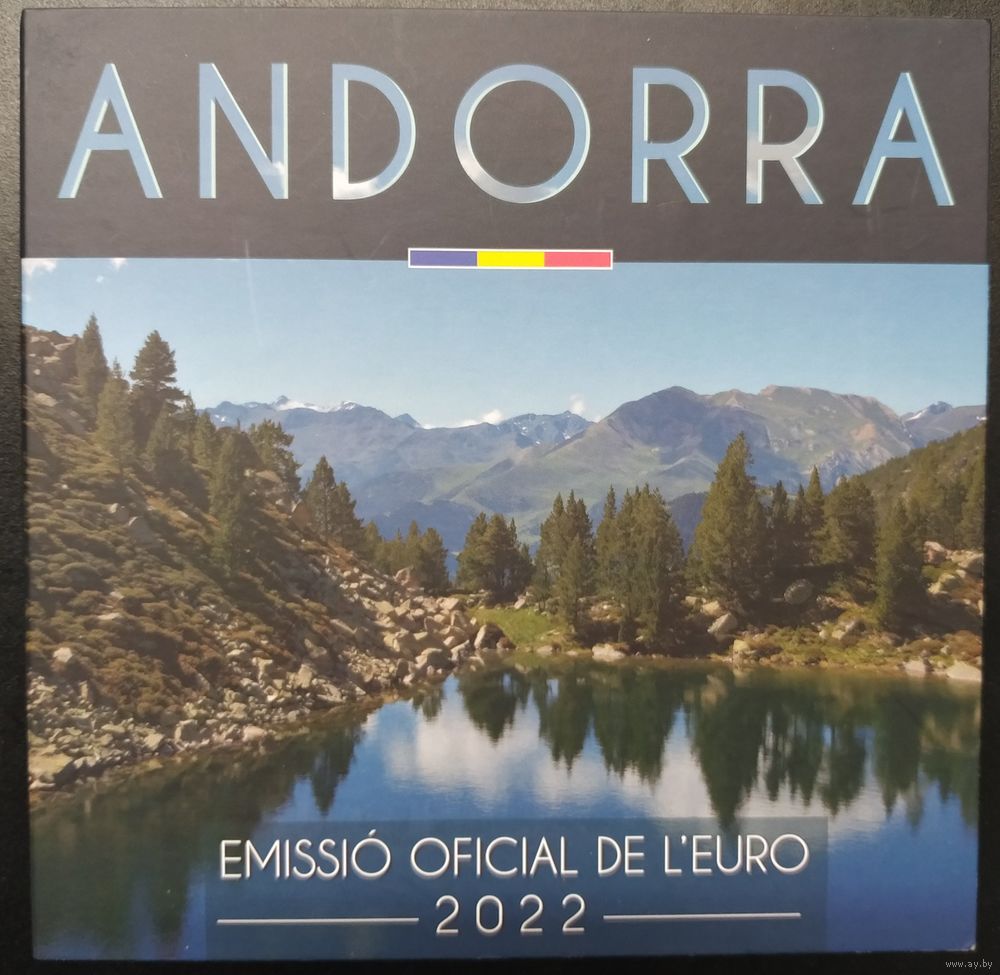 ANDORRA
EMISSIÓ OFICIAL DE L'EURO
2022
www.ay.by